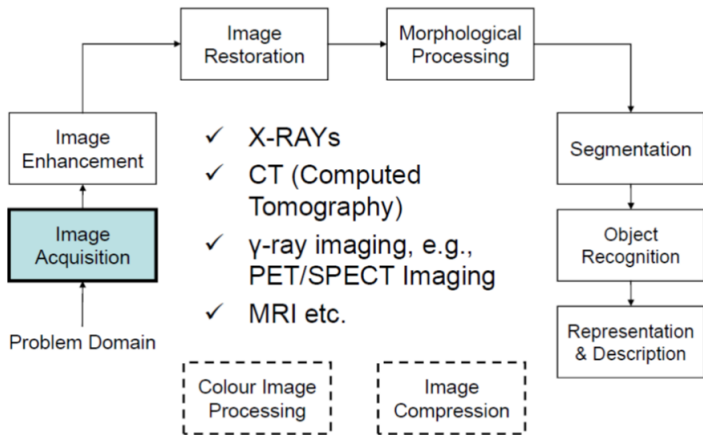 Image
Restoration
Morphological
Processing
Image
Enhancement
Segmentation
Image
Acquisition
Object
Recognition
Problem Domain
Representation
& Description
✓ X-RAYs
✓ CT (Computed
Tomography)
✓ γ-ray imaging, e.g.,
PET/SPECT Imaging
✓ MRI etc.
Colour Image
Processing
Image
Compression